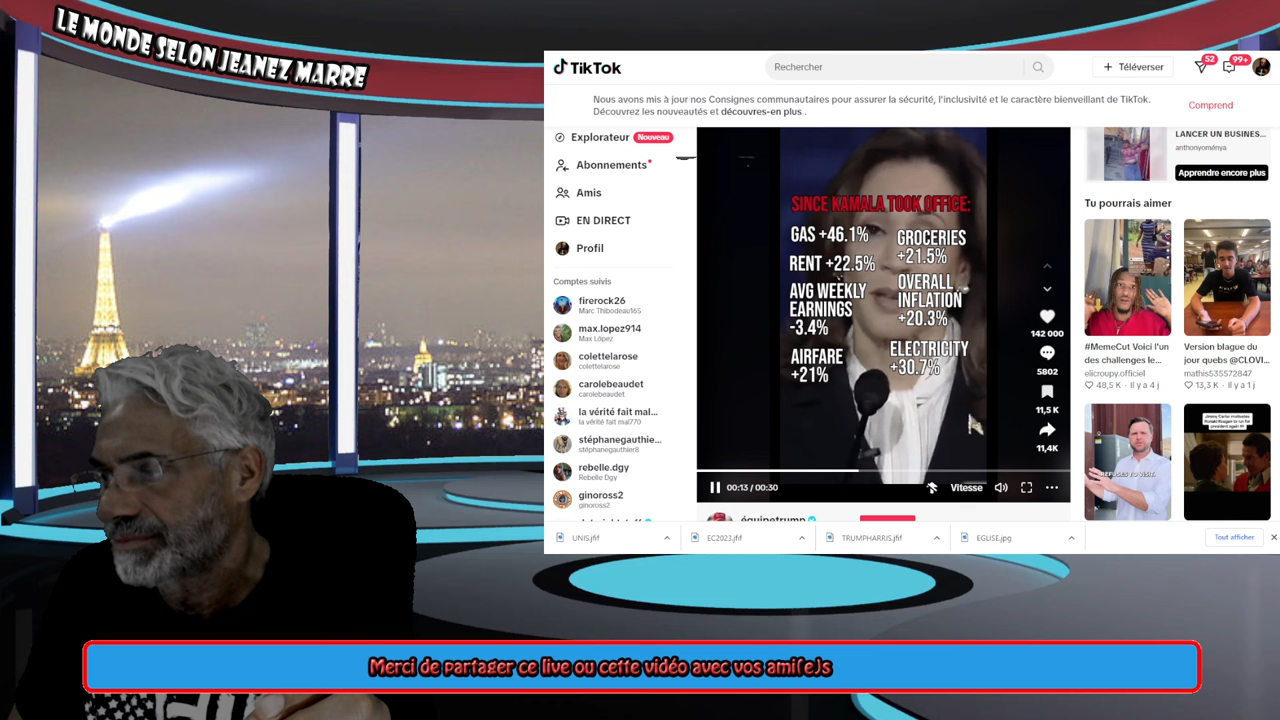 LE MONDE SELON JEANEZ MARRE
TikTok
Rechercher
Téléverser
52
99+
Nous avons mis à jour nos Consignes communautaires pour assurer la sécurité, l'inclusivité et le caractère bienveillant de TikTok.
Découvrez les nouveautés et découvres-en plus .
Comprend
Explorateur Nouveau
Abonnements
Amis
EN DIRECT
Profil
Comptes suivis
firerock26
Marc Thibodeau165
max.lopez914
Max López
colettelarose
colettelarose
carolebeaudet
carolebeaudet
la vérité fait mal...
la vérité fait mal770
stéphanegauthie...
stéphanegauthier8
rebelle.dgy
Rebelle Dgy
ginoross2
ginoross2
SINCE KAMALA TOOK OFFICE:
GAS +46.1%
RENT +22.5%
AVG WEEKLY
EARNINGS
-3.4%
AIRFARE
+21%
GROCERIES
+21.5%
OVERALL
INFLATION
+20.3%
ELECTRICITY
+30.7%
142 000
5802
11,5 K
11,4K
00:13 / 00:30
Vitesse
équipetrump
LANCER UN BUSINES...
anthonyoménya
Apprendre encore plus
Tu pourrais aimer
#MemeCut Voici l'un
des challenges le...
elicroupy.officiel
48,5 K · Il y a 4 j
Version blague du
jour quebs @CLOVI...
mathis535572847
13,3 K · Il y a 1 j
REFUSES TO VISIT.
UNIS.jfif
EC2023.jfif
TRUMPHARRIS.jfif
EGLISE.jpg
Tout afficher
Merci de partager ce live ou cette vidéo avec vos ami(e)s